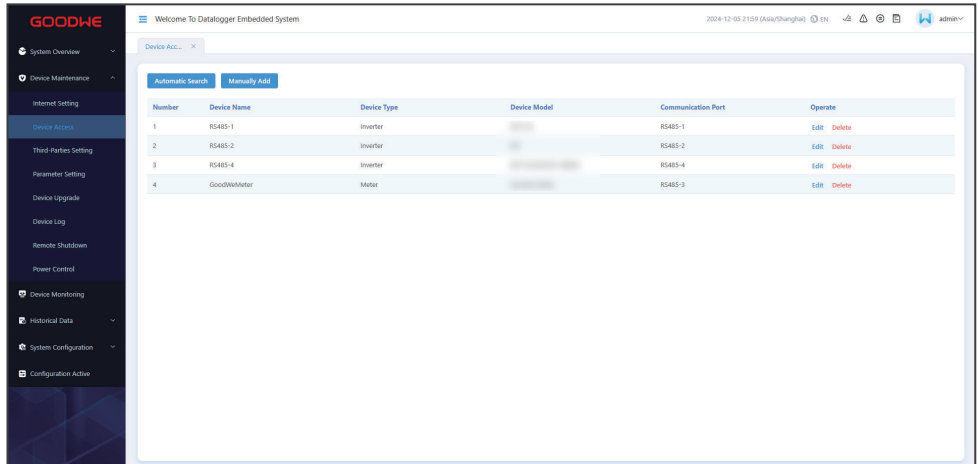 GOODWE
Welcome To Datalogger Embedded System
2024-12-05 21:59 (Asia/Shanghai) EN admin
System Overview
Device Maintenance
Internet Setting
Device Access
Third-Parties Setting
Parameter Setting
Device Upgrade
Device Log
Remote Shutdown
Power Control
Device Monitoring
Historical Data
System Configuration
Configuration Active
Device Acc... ×
Automatic Search Manually Add
Number Device Name Device Type Device Model Communication Port Operate
1 RS485-1 Inverter RS485-1 Edit Delete
2 RS485-2 Inverter RS485-2 Edit Delete
3 RS485-4 Inverter RS485-4 Edit Delete
4 GoodWeMeter Meter RS485-3 Edit Delete